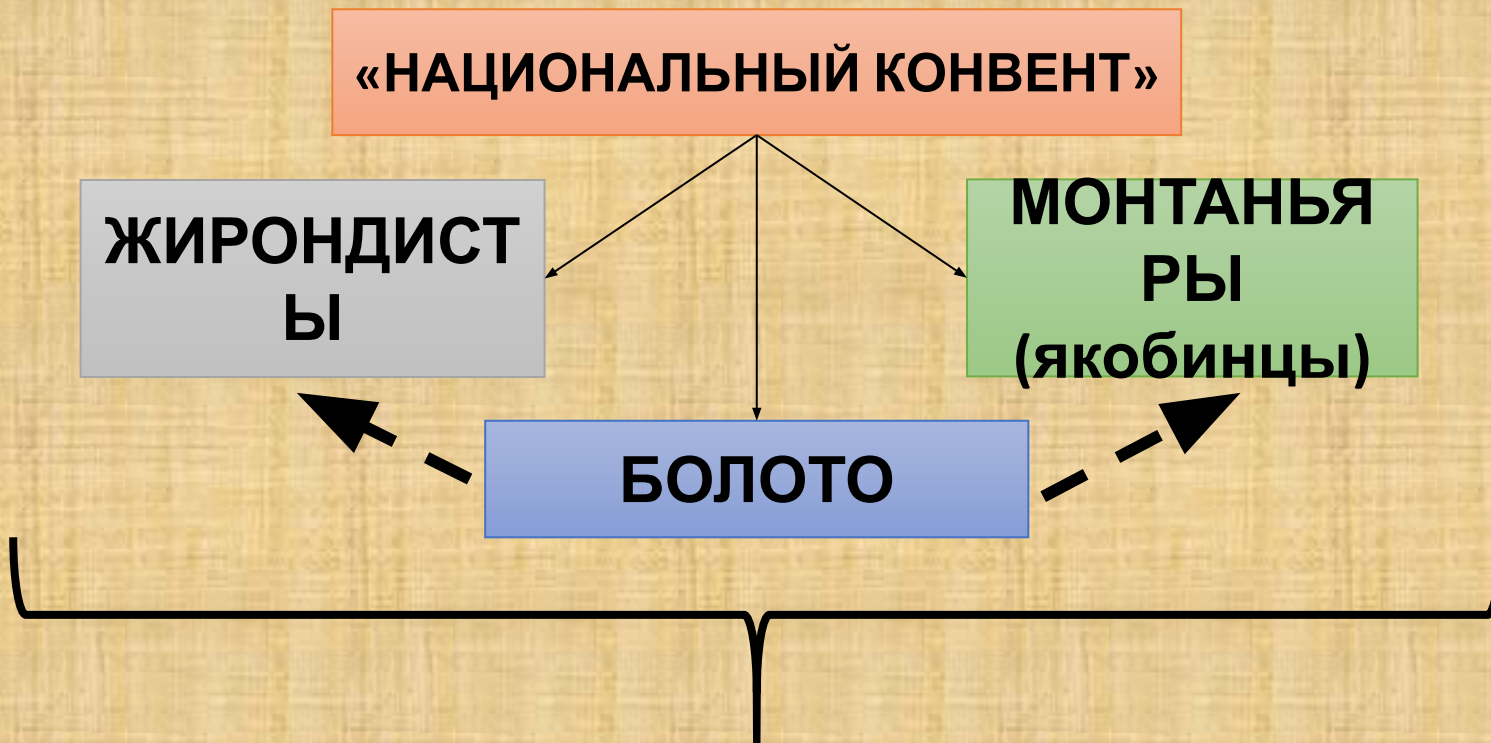 «НАЦИОНАЛЬНЫЙ КОНВЕНТ»
ЖИРОНДИСТ
Ы
МОНТАНЬЯ
РЫ
(якобинцы)
БОЛОТО